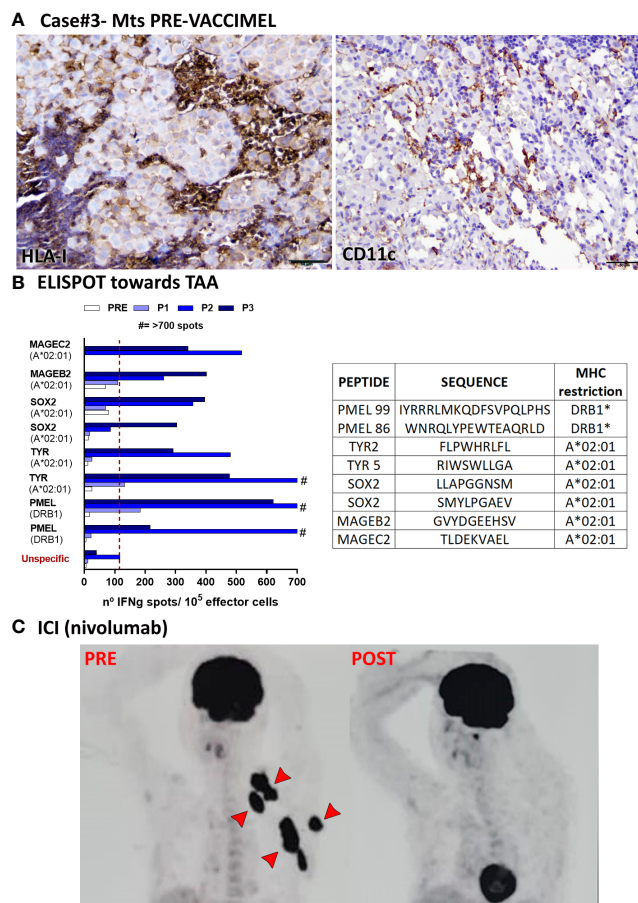 A Case#3- Mts PRE-VACCIMEL
HLA-I
CD11c
B ELISPOT towards TAA
PRE P1 P2 P3
#= >700 spots
MAGEC2
(A*02:01)
MAGEB2
(A*02:01)
SOX2
(A*02:01)
SOX2
(A*02:01)
TYR
(A*02:01)
TYR
(A*02:01)
#
PMEL
(DRB1)
#
PMEL
(DRB1)
#
Unspecific
0 100 200 300 400 500 600 700
nº IFNg spots/ 10⁵ effector cells
PEPTIDE SEQUENCE MHC restriction
PMEL 99 IYRRRLMKQDFSVPQLPHS DRB1*
PMEL 86 WNRQLYPEWTEAQRLD DRB1*
TYR2 FLPWHRLFL A*02:01
TYR 5 RIWSWLLGA A*02:01
SOX2 LLAPGGNSM A*02:01
SOX2 SMYLPGAEV A*02:01
MAGEB2 GVYDGEEHSV A*02:01
MAGEC2 TLDEKVAEL A*02:01
C ICI (nivolumab)
PRE
POST